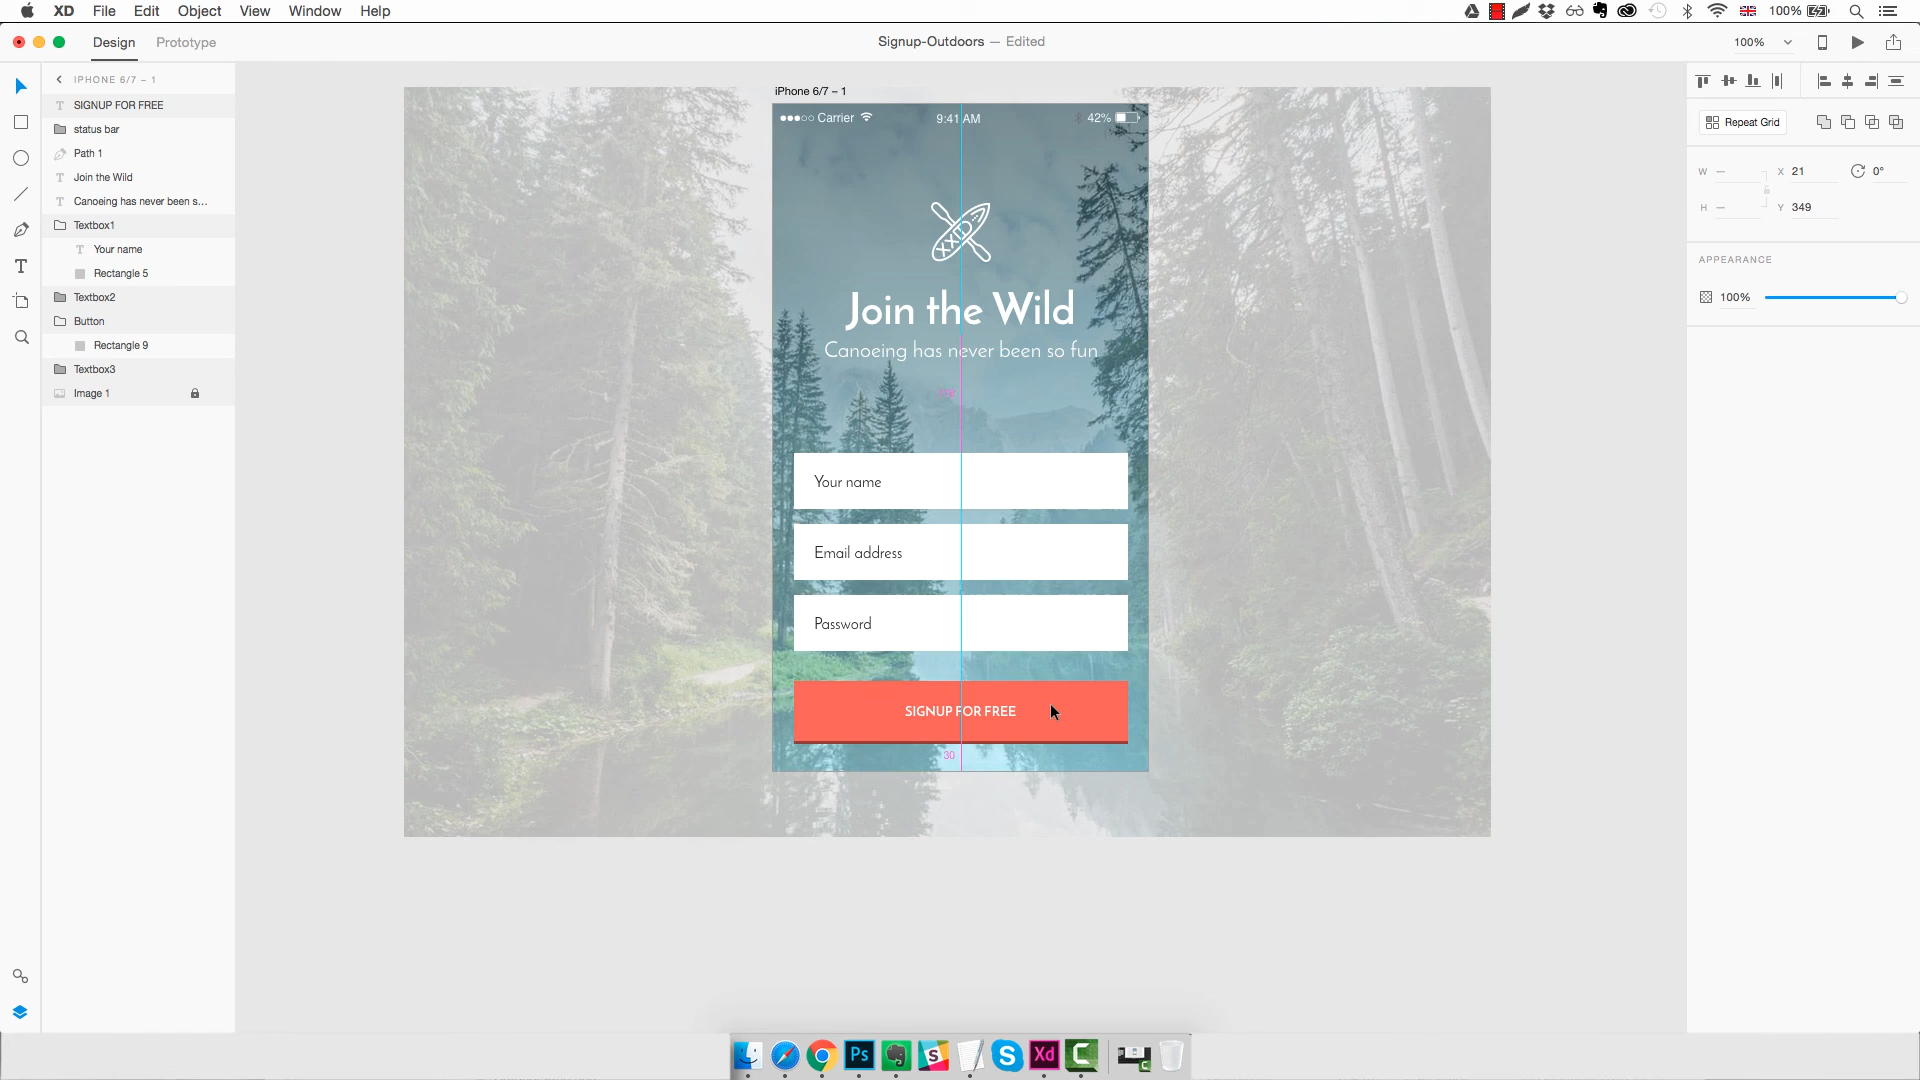 XD File Edit Object View Window Help
100%
Design Prototype
Signup-Outdoors — Edited
100%
IPHONE 6/7 – 1
SIGNUP FOR FREE
status bar
Path 1
Join the Wild
Canoeing has never been s...
Textbox1
Your name
Rectangle 5
Textbox2
Button
Rectangle 9
Textbox3
Image 1
iPhone 6/7 – 1
Carrier 9:41 AM 42%
Join the Wild
Canoeing has never been so fun
Your name
Email address
Password
SIGNUP FOR FREE
30
Repeat Grid
W – X 21 0°
H – Y 349
APPEARANCE
100%
Ps
S
Xd
C